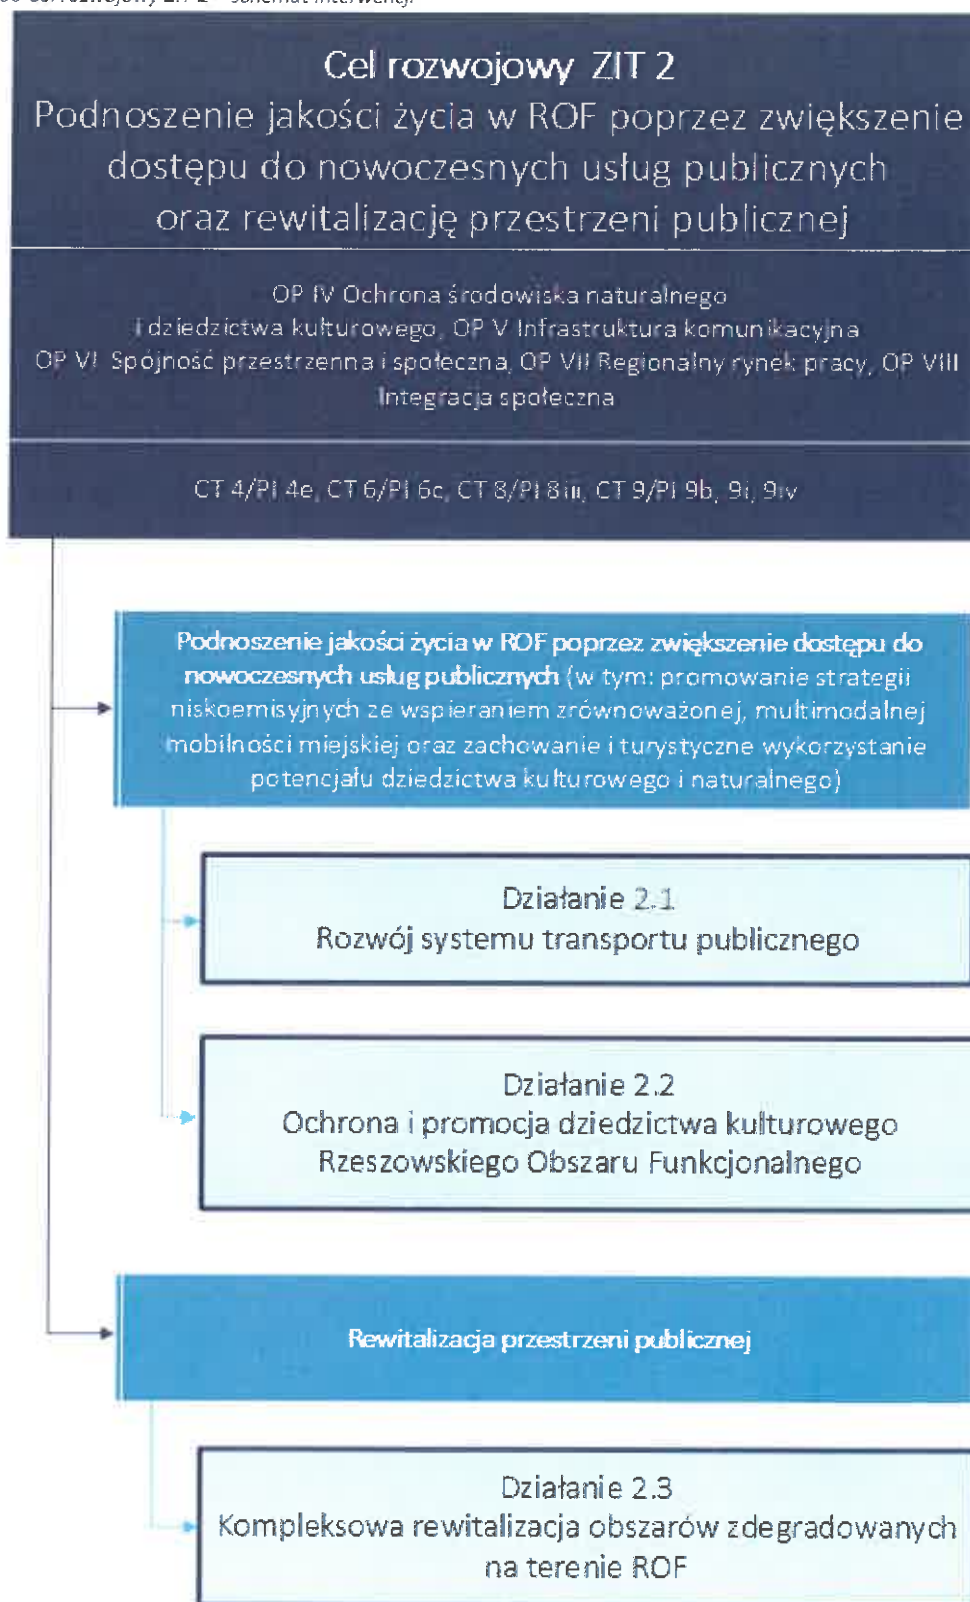 Cel rozwojowy ZIT 2 – schemat interwencji.
Cel rozwojowy ZIT 2
Podnoszenie jakości życia w ROF poprzez zwiększenie
dostępu do nowoczesnych usług publicznych
oraz rewitalizację przestrzeni publicznej
OP IV Ochrona środowiska naturalnego
i dziedzictwa kulturowego, OP V Infrastruktura komunikacyjna
OP VI Spójność przestrzenna i społeczna, OP VII Regionalny rynek pracy, OP VIII
Integracja społeczna
CT 4/PI 4e, CT 6/PI 6c, CT 8/PI 8iii, CT 9/PI 9b, 9i, 9iv
Podnoszenie jakości życia w ROF poprzez zwiększenie dostępu do
nowoczesnych usług publicznych (w tym: promowanie strategii
niskoemisyjnych ze wspieraniem zrównoważonej, multimodalnej
mobilności miejskiej oraz zachowanie i turystyczne wykorzystanie
potencjału dziedzictwa kulturowego i naturalnego)
Działanie 2.1
Rozwój systemu transportu publicznego
Działanie 2.2
Ochrona i promocja dziedzictwa kulturowego
Rzeszowskiego Obszaru Funkcjonalnego
Rewitalizacja przestrzeni publicznej
Działanie 2.3
Kompleksowa rewitalizacja obszarów zdegradowanych
na terenie ROF